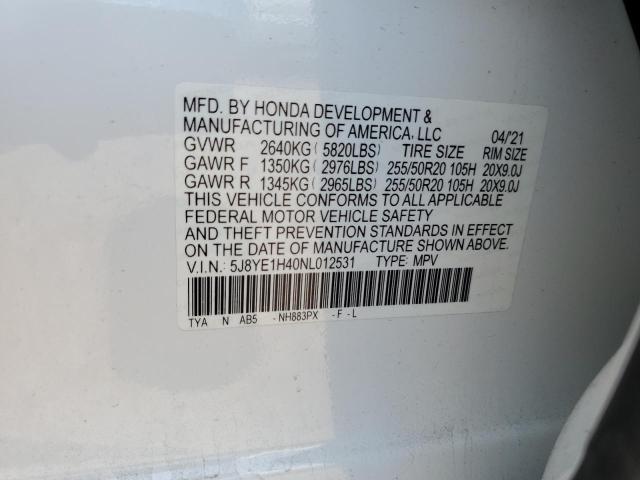 MFD. BY HONDA DEVELOPMENT &
MANUFACTURING OF AMERICA, LLC 04/21
GVWR 2640KG ( 5820LBS) TIRE SIZE RIM SIZE
GAWR F 1350KG ( 2976LBS) 255/50R20 105H 20X9.0J
GAWR R 1345KG ( 2965LBS) 255/50R20 105H 20X9.0J
THIS VEHICLE CONFORMS TO ALL APPLICABLE
FEDERAL MOTOR VEHICLE SAFETY
AND THEFT PREVENTION STANDARDS IN EFFECT
ON THE DATE OF MANUFACTURE SHOWN ABOVE.
V.I.N.: 5J8YE1H40NL012531 TYPE: MPV
TYA N AB5 -NH883PX -F-L